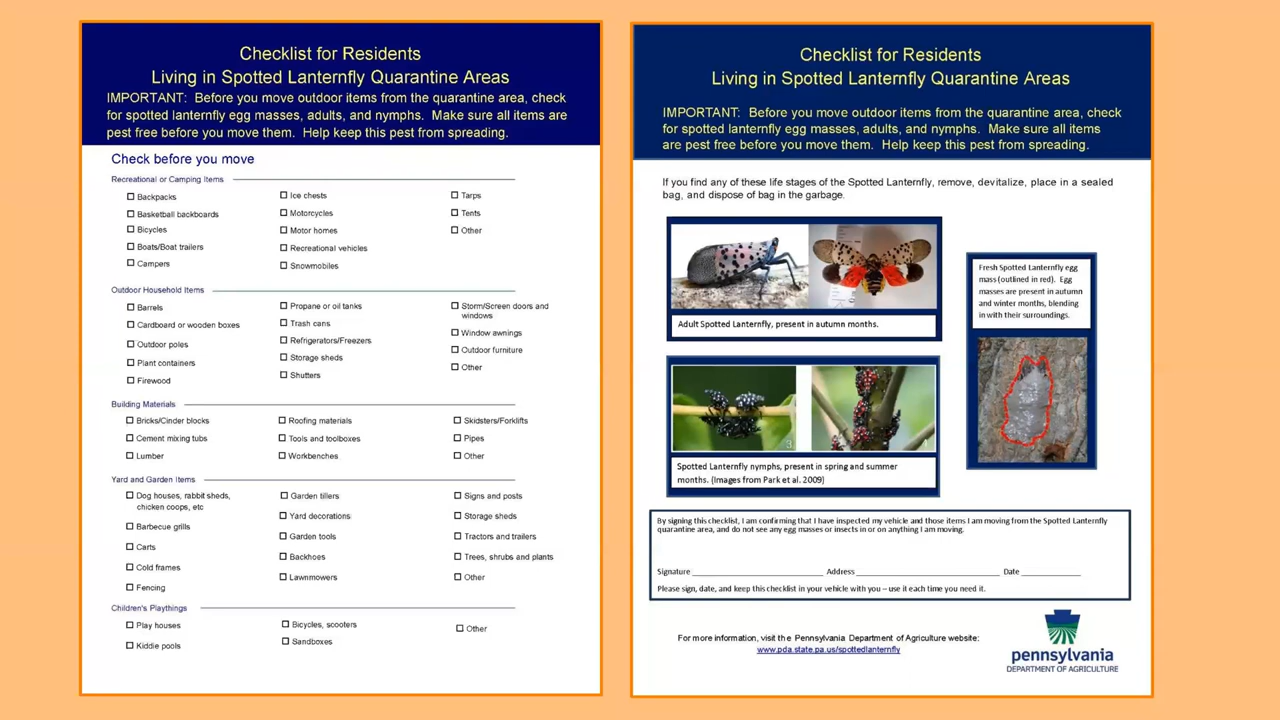 Checklist for Residents
Living in Spotted Lanternfly Quarantine Areas
IMPORTANT: Before you move outdoor items from the quarantine area, check
for spotted lanternfly egg masses, adults, and nymphs. Make sure all items are
pest free before you move them. Help keep this pest from spreading.
Check before you move
Recreational or Camping Items
Backpacks
Basketball backboards
Bicycles
Boats/Boat trailers
Campers
Ice chests
Motorcycles
Motor homes
Recreational vehicles
Snowmobiles
Tarps
Tents
Other
Outdoor Household Items
Barrels
Cardboard or wooden boxes
Outdoor poles
Plant containers
Firewood
Propane or oil tanks
Trash cans
Refrigerators/Freezers
Storage sheds
Shutters
Storm/Screen doors and
windows
Window awnings
Outdoor furniture
Other
Building Materials
Bricks/Cinder blocks
Cement mixing tubs
Lumber
Roofing materials
Tools and toolboxes
Workbenches
Skidsters/Forklifts
Pipes
Other
Yard and Garden Items
Dog houses, rabbit sheds,
chicken coops, etc
Barbecue grills
Carts
Cold frames
Fencing
Garden tillers
Yard decorations
Garden tools
Backhoes
Lawnmowers
Signs and posts
Storage sheds
Tractors and trailers
Trees, shrubs and plants
Other
Children's Playthings
Play houses
Kiddie pools
Bicycles, scooters
Sandboxes
Other
Checklist for Residents
Living in Spotted Lanternfly Quarantine Areas
IMPORTANT: Before you move outdoor items from the quarantine area, check
for spotted lanternfly egg masses, adults, and nymphs. Make sure all items
are pest free before you move them. Help keep this pest from spreading.
If you find any of these life stages of the Spotted Lanternfly, remove, devitalize, place in a sealed
bag, and dispose of bag in the garbage.
Adult Spotted Lanternfly, present in autumn months.
3
Spotted Lanternfly nymphs, present in spring and summer
months. (Images from Park et al. 2009)
Fresh Spotted Lanternfly egg
mass (outlined in red). Egg
masses are present in autumn
and winter months, blending
in with their surroundings.
By signing this checklist, I am confirming that I have inspected my vehicle and those items I am moving from the Spotted Lanternfly
quarantine area, and do not see any egg masses or insects in or on anything I am moving.
Signature Address Date
Please sign, date, and keep this checklist in your vehicle with you – use it each time you need it.
For more information, visit the Pennsylvania Department of Agriculture website:
www.pda.state.pa.us/spottedlanternfly
pennsylvania
DEPARTMENT OF AGRICULTURE